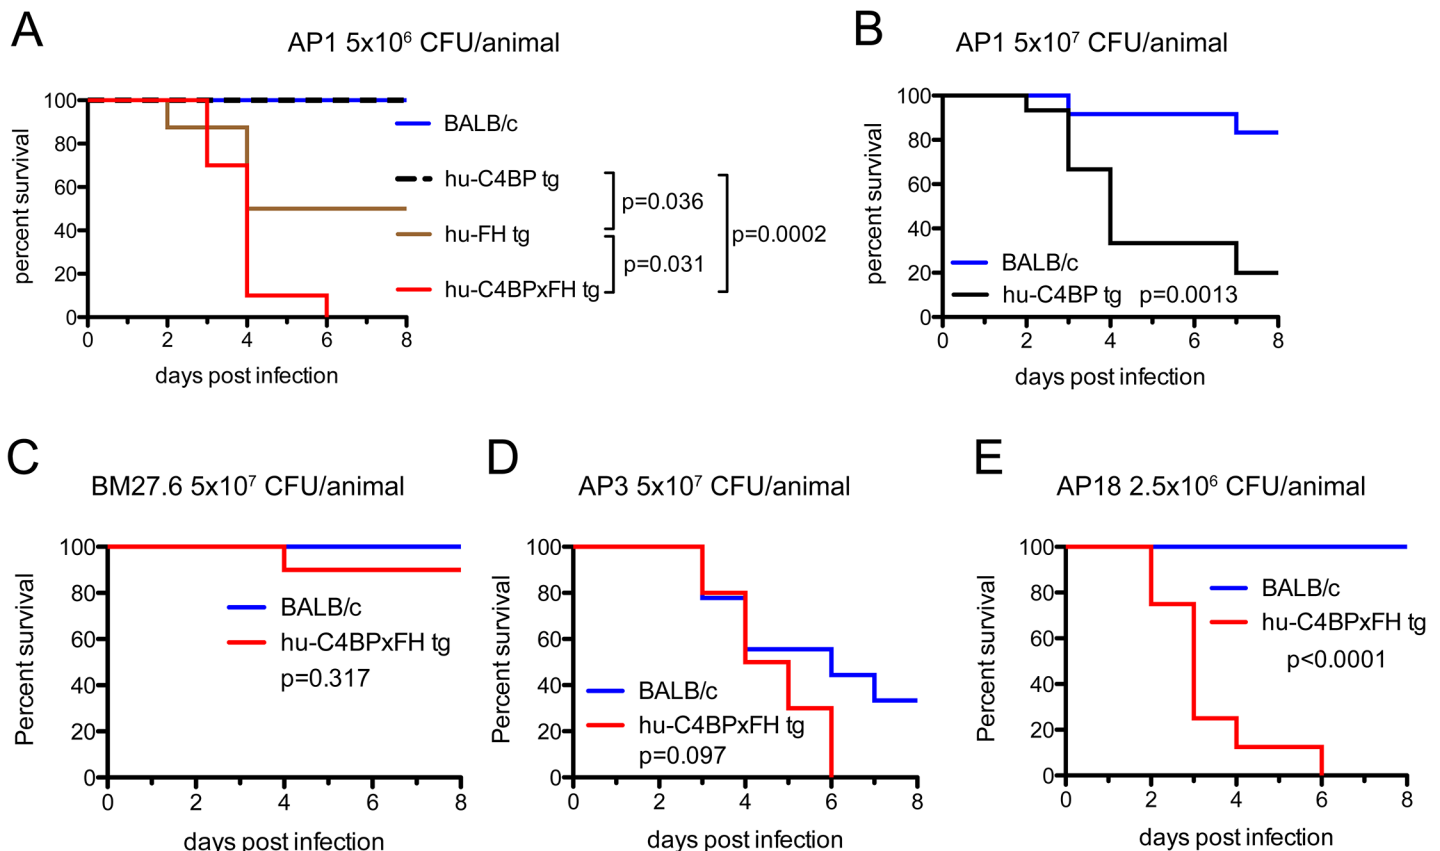 A
AP1 5x10⁶ CFU/animal
percent survival
100
80
60
40
20
0
0 2 4 6 8
days post infection
BALB/c
hu-C4BP tg
hu-FH tg
hu-C4BPxFH tg
p=0.036
p=0.031
p=0.0002
B
AP1 5x10⁷ CFU/animal
percent survival
100
80
60
40
20
0
BALB/c
hu-C4BP tg p=0.0013
0 2 4 6 8
days post infection
C
BM27.6 5x10⁷ CFU/animal
Percent survival
100
80
60
40
20
0
BALB/c
hu-C4BPxFH tg
p=0.317
0 2 4 6 8
days post infection
D
AP3 5x10⁷ CFU/animal
Percent survival
100
80
60
40
20
0
BALB/c
hu-C4BPxFH tg
p=0.097
0 2 4 6 8
days post infection
E
AP18 2.5x10⁶ CFU/animal
Percent survival
100
80
60
40
20
0
BALB/c
hu-C4BPxFH tg
p<0.0001
0 2 4 6 8
days post infection